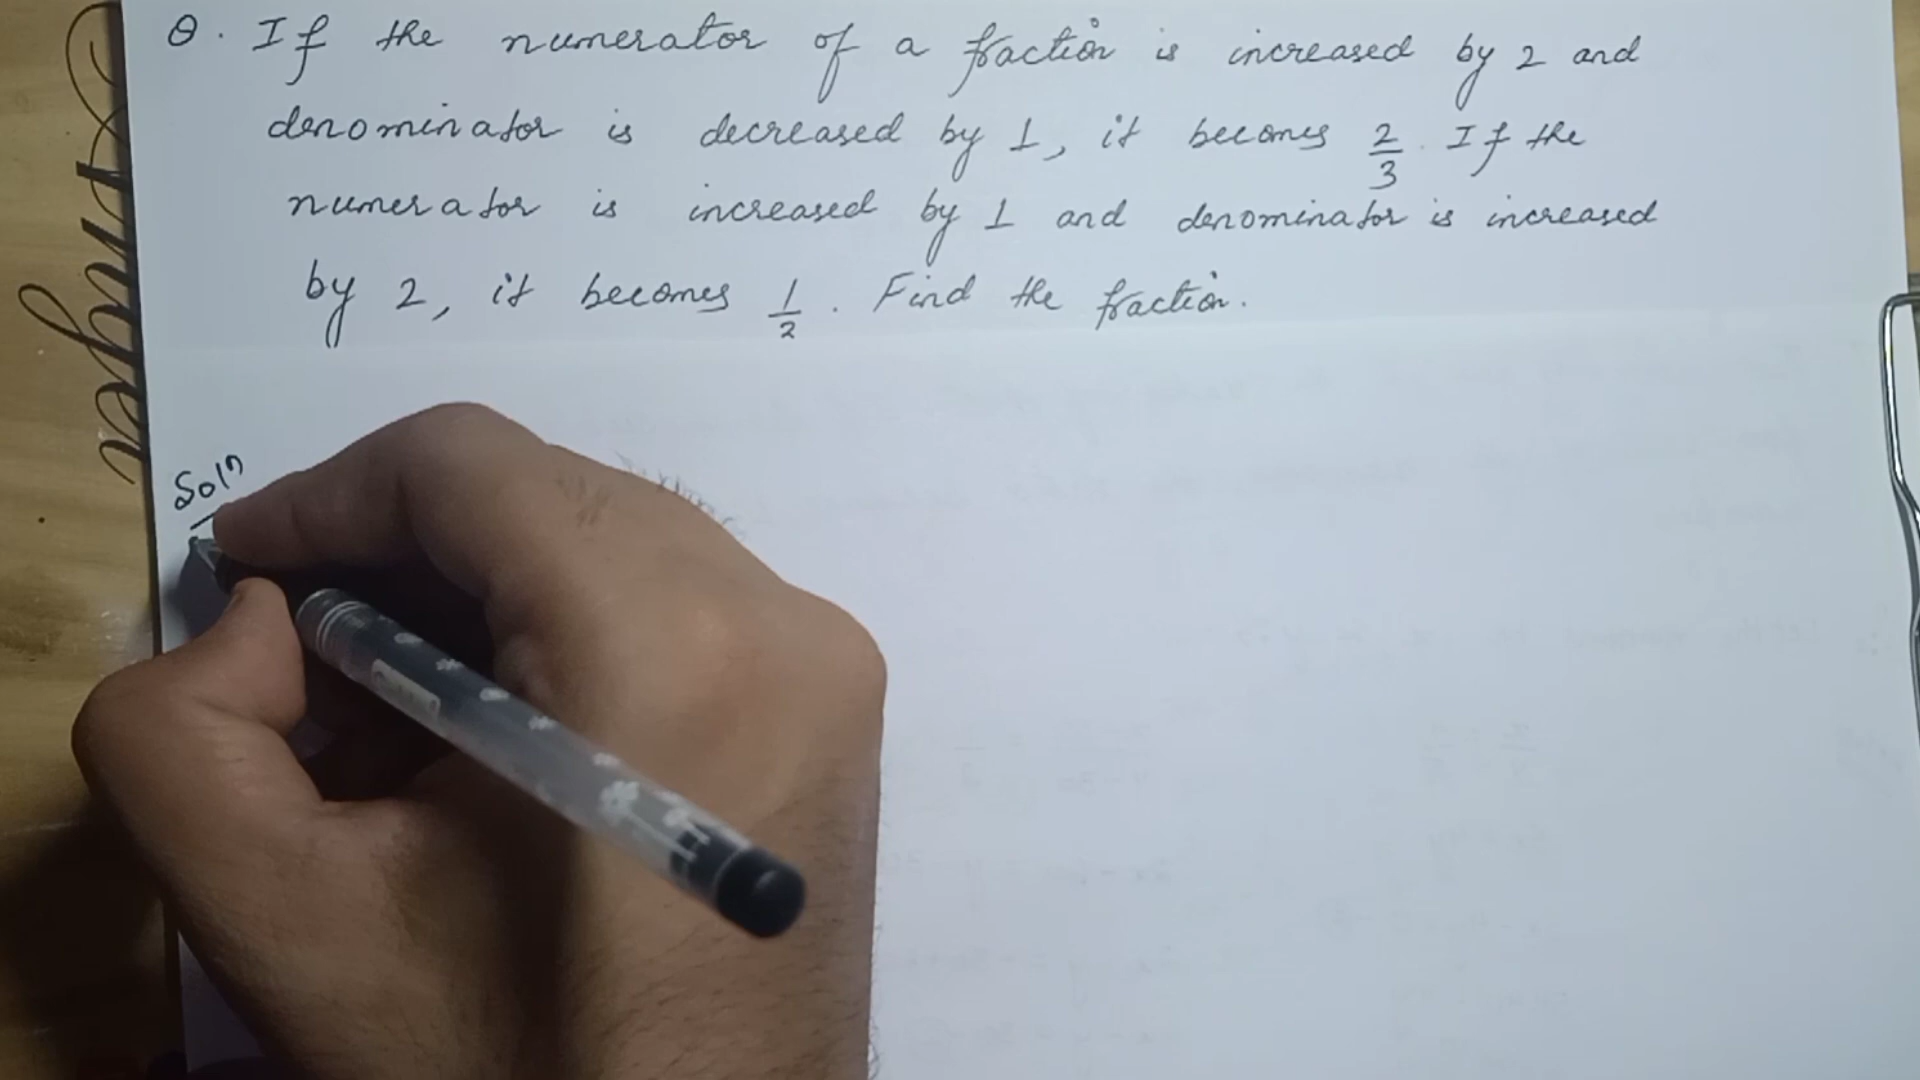 Q. If the numerator of a fraction is increased by 2 and
denominator is decreased by 1, it becomes 2/3. If the
numerator is increased by 1 and denominator is increased
by 2, it becomes 1/2. Find the fraction.
Soln